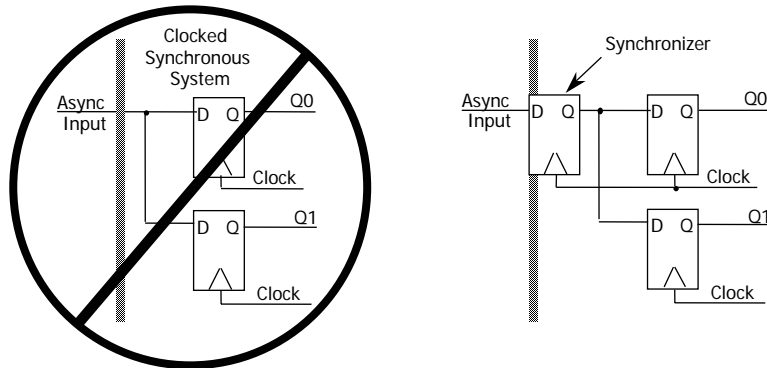 Clocked
Synchronous
System
Async
Input
D Q
Q0
Clock
D Q
Q1
Clock
Synchronizer
Async
Input
D Q
D Q
Q0
Clock
D Q
Q1
Clock